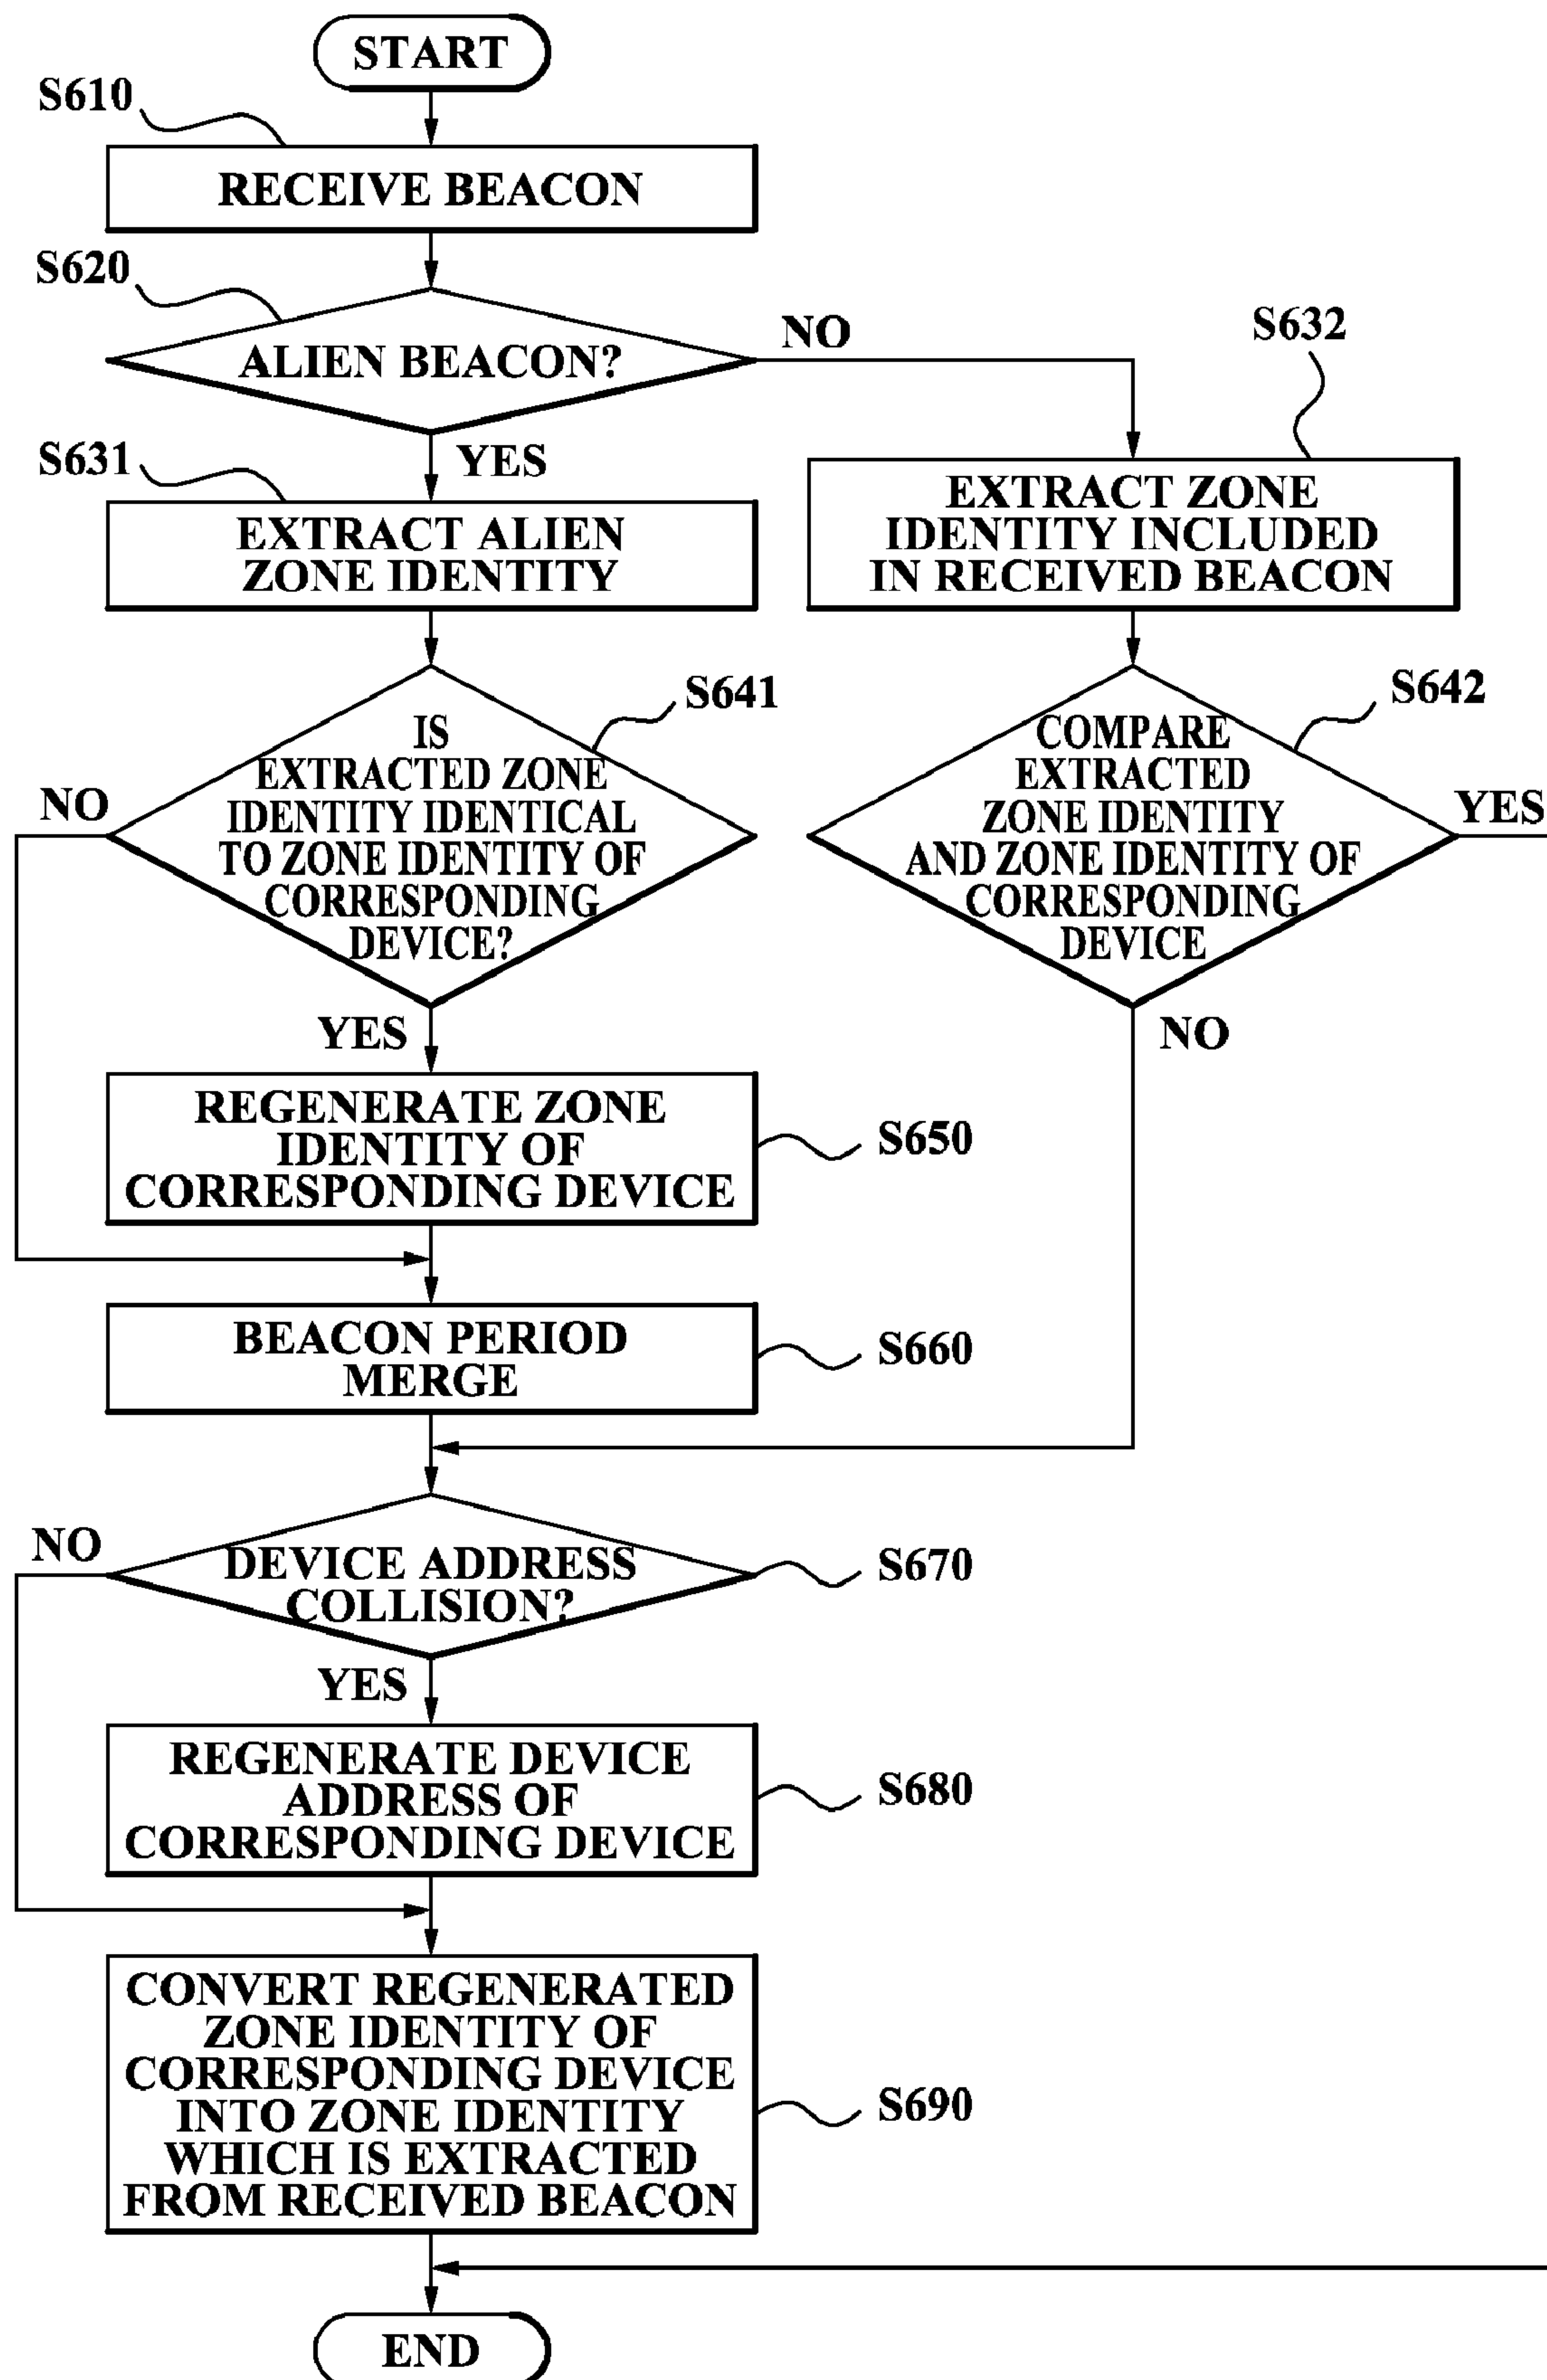 START
S610
RECEIVE BEACON
S620
ALIEN BEACON?
NO
YES
S631
EXTRACT ALIEN
ZONE IDENTITY
S632
EXTRACT ZONE
IDENTITY INCLUDED
IN RECEIVED BEACON
S641
IS
EXTRACTED ZONE
IDENTITY IDENTICAL
TO ZONE IDENTITY OF
CORRESPONDING
DEVICE?
NO
YES
S642
COMPARE
EXTRACTED
ZONE IDENTITY
AND ZONE IDENTITY OF
CORRESPONDING
DEVICE
YES
NO
REGENERATE ZONE
IDENTITY OF
CORRESPONDING DEVICE
S650
BEACON PERIOD
MERGE
S660
NO
DEVICE ADDRESS
COLLISION?
S670
YES
REGENERATE DEVICE
ADDRESS OF
CORRESPONDING DEVICE
S680
CONVERT REGENERATED
ZONE IDENTITY OF
CORRESPONDING DEVICE
INTO ZONE IDENTITY
WHICH IS EXTRACTED
FROM RECEIVED BEACON
S690
END